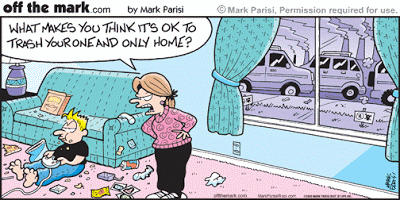 off the mark.com by Mark Parisi
© Mark Parisi, Permission required for use.
WHAT MAKES YOU THINK IT'S OK TO
TRASH YOUR ONE AND ONLY HOME?
offthemark.com